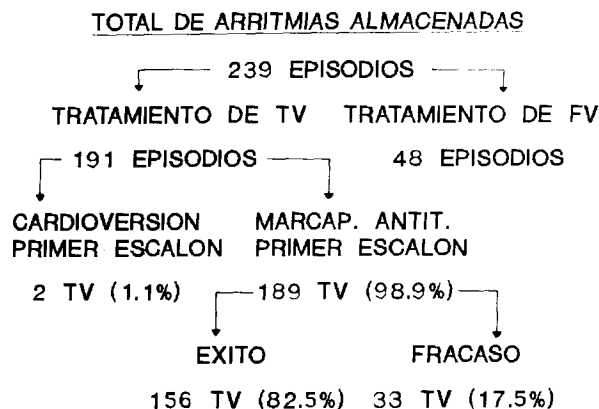 TOTAL DE ARRITMIAS ALMACENADAS
239 EPISODIOS
TRATAMIENTO DE TV TRATAMIENTO DE FV
191 EPISODIOS 48 EPISODIOS
CARDIOVERSION MARCAP. ANTIT.
PRIMER ESCALON PRIMER ESCALON
2 TV (1.1%) 189 TV (98.9%)
EXITO FRACASO
156 TV (82.5%) 33 TV (17.5%)